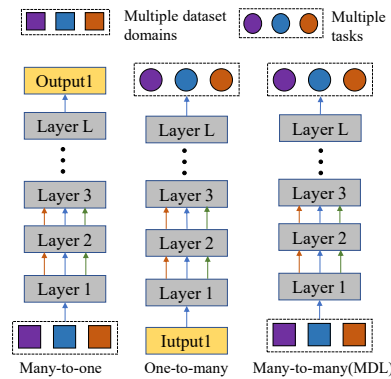 Multiple dataset
domains
Multiple
tasks
Output1
Layer L
Layer 3
Layer 2
Layer 1
Many-to-one
Layer L
Layer 3
Layer 2
Layer 1
Iutput1
One-to-many
Layer L
Layer 3
Layer 2
Layer 1
Many-to-many(MDL)